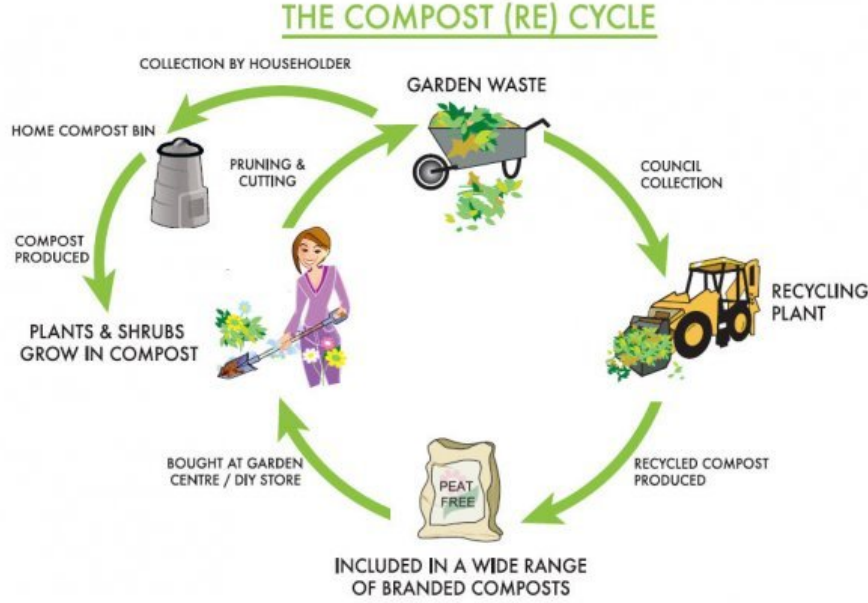 THE COMPOST (RE) CYCLE
COLLECTION BY HOUSEHOLDER
GARDEN WASTE
HOME COMPOST BIN
PRUNING &
CUTTING
COUNCIL
COLLECTION
COMPOST
PRODUCED
RECYCLING
PLANT
PLANTS & SHRUBS
GROW IN COMPOST
BOUGHT AT GARDEN
CENTRE / DIY STORE
PEAT
FREE
RECYCLED COMPOST
PRODUCED
INCLUDED IN A WIDE RANGE
OF BRANDED COMPOSTS